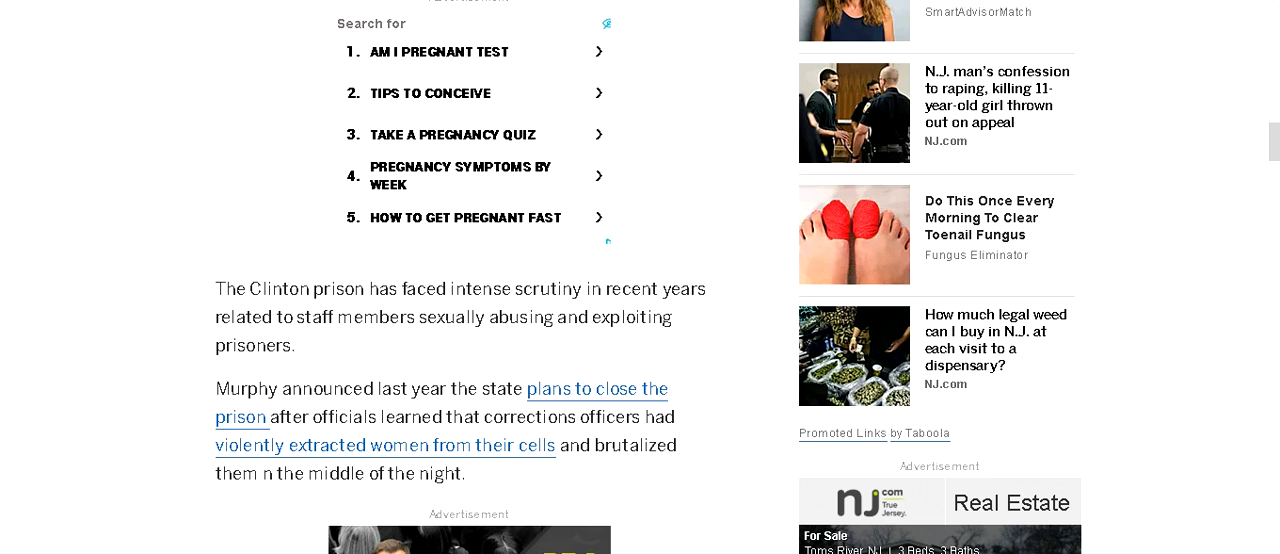 Search for
1. AM I PREGNANT TEST
2. TIPS TO CONCEIVE
3. TAKE A PREGNANCY QUIZ
4. PREGNANCY SYMPTOMS BY
WEEK
5. HOW TO GET PREGNANT FAST
The Clinton prison has faced intense scrutiny in recent years
related to staff members sexually abusing and exploiting
prisoners.
Murphy announced last year the state plans to close the
prison after officials learned that corrections officers had
violently extracted women from their cells and brutalized
them n the middle of the night.
Advertisement
SmartAdvisorMatch
N.J. man’s confession
to raping, killing 11-
year-old girl thrown
out on appeal
NJ.com
Do This Once Every
Morning To Clear
Toenail Fungus
Fungus Eliminator
How much legal weed
can I buy in N.J. at
each visit to a
dispensary?
NJ.com
Promoted Links by Taboola
Advertisement
nj.com
True
Jersey.
Real Estate
For Sale
Toms River, NJ | 3 Beds, 3 Baths